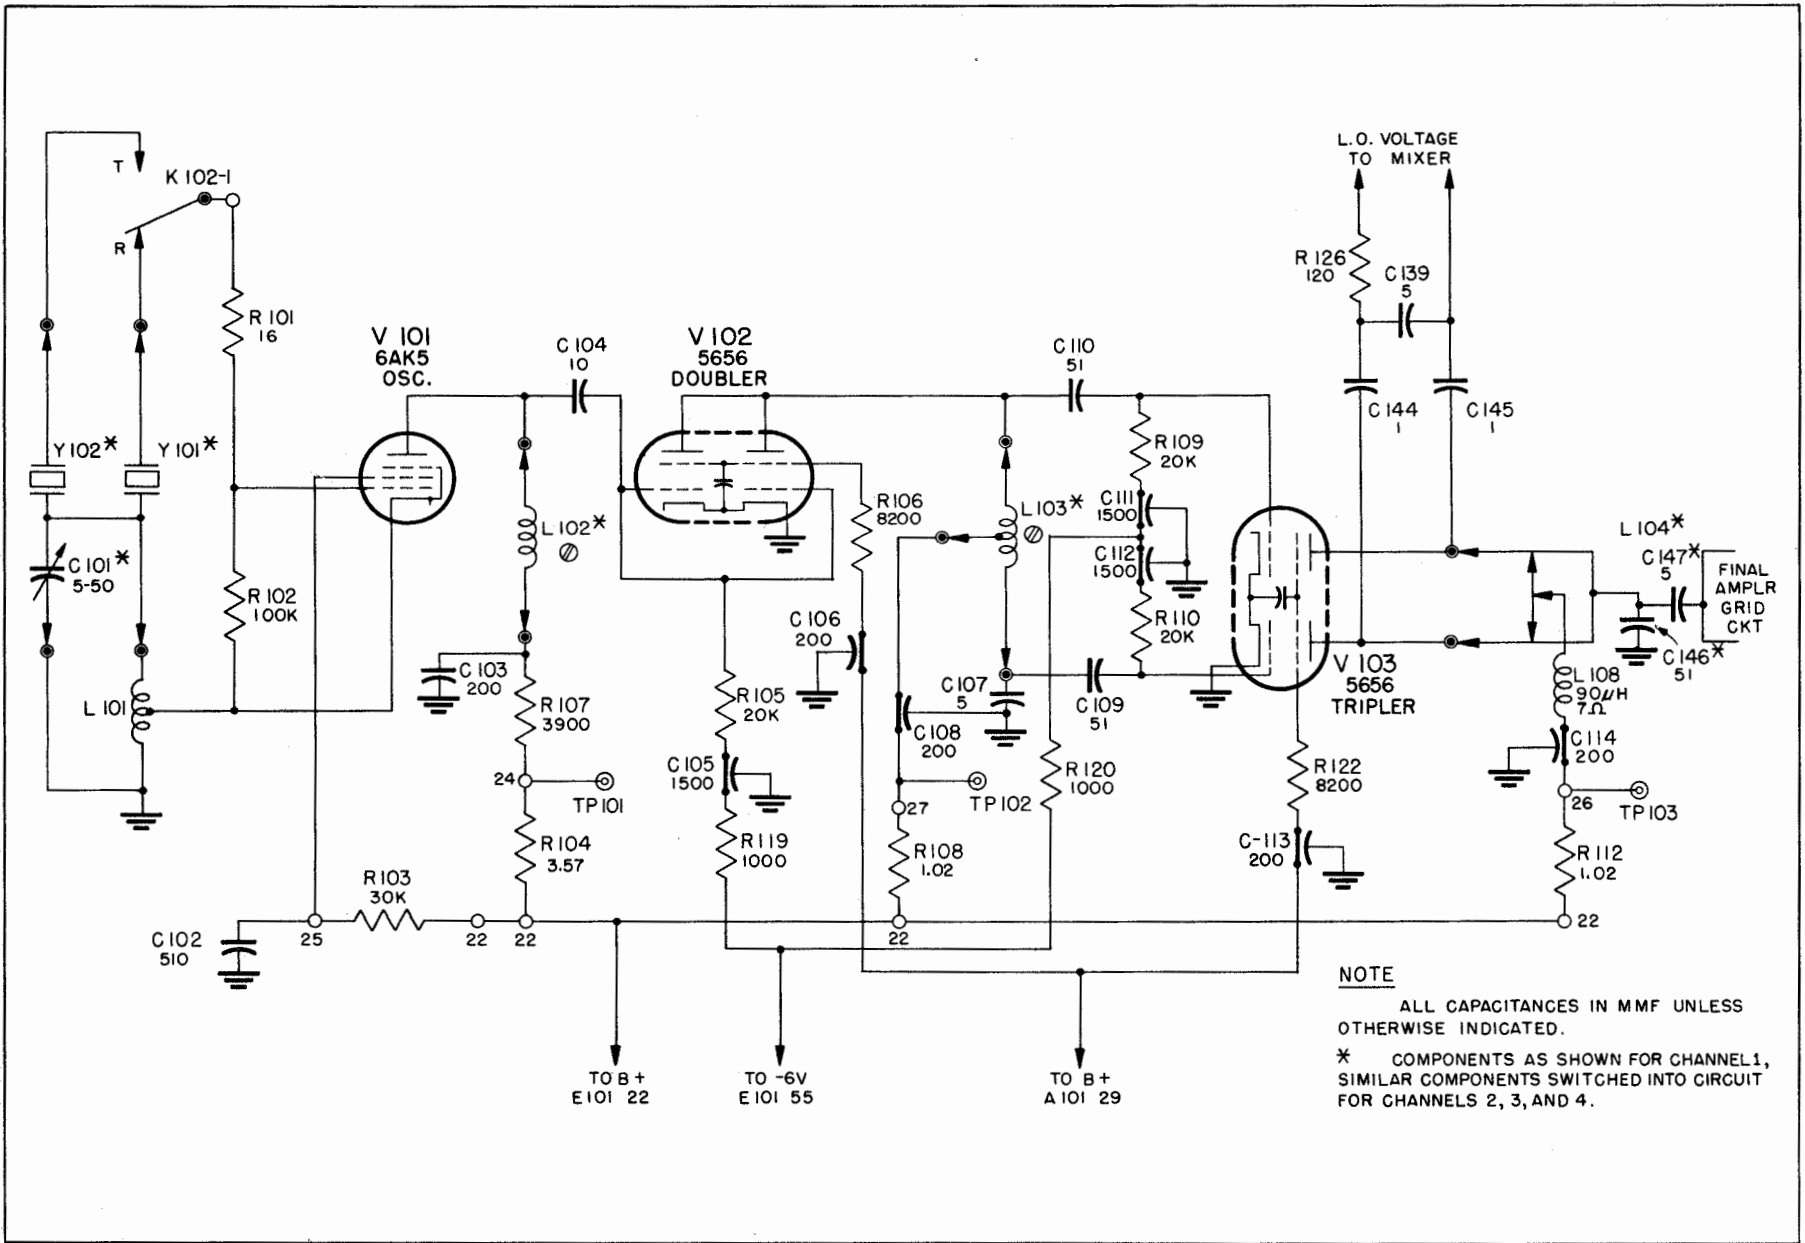 L.O. VOLTAGE
TO MIXER
T
K 102-1
R
R 101
16
V 101
6AK5
OSC.
C 104
10
V 102
5656
DOUBLER
C 110
51
R 126
120
C 139
5
C 144
1
C 145
1
Y 102*
Y 101*
R 109
20K
R 106
8200
C 111
1500
L 103*
L 102*
C 112
1500
L 104*
C 147*
5
FINAL
AMPLR
GRID
CKT
C 101*
5-50
R 102
100K
C 106
200
R 110
20K
C 146*
51
V 103
5656
TRIPLER
C 103
200
L 108
90µH
7Ω
L 101
R 107
3900
R 105
20K
C 107
5
C 109
51
C 108
200
C 114
200
C 105
1500
R 120
1000
R 122
8200
24
TP 101
27
TP 102
26
TP 103
R 104
3.57
R 119
1000
R 108
1.02
C-113
200
R 112
1.02
R 103
30K
C 102
510
25
22
22
22
22
TO B +
E 101 22
TO -6V
E 101 55
TO B +
A 101 29
NOTE
ALL CAPACITANCES IN MMF UNLESS
OTHERWISE INDICATED.
* COMPONENTS AS SHOWN FOR CHANNEL 1,
SIMILAR COMPONENTS SWITCHED INTO CIRCUIT
FOR CHANNELS 2, 3, AND 4.